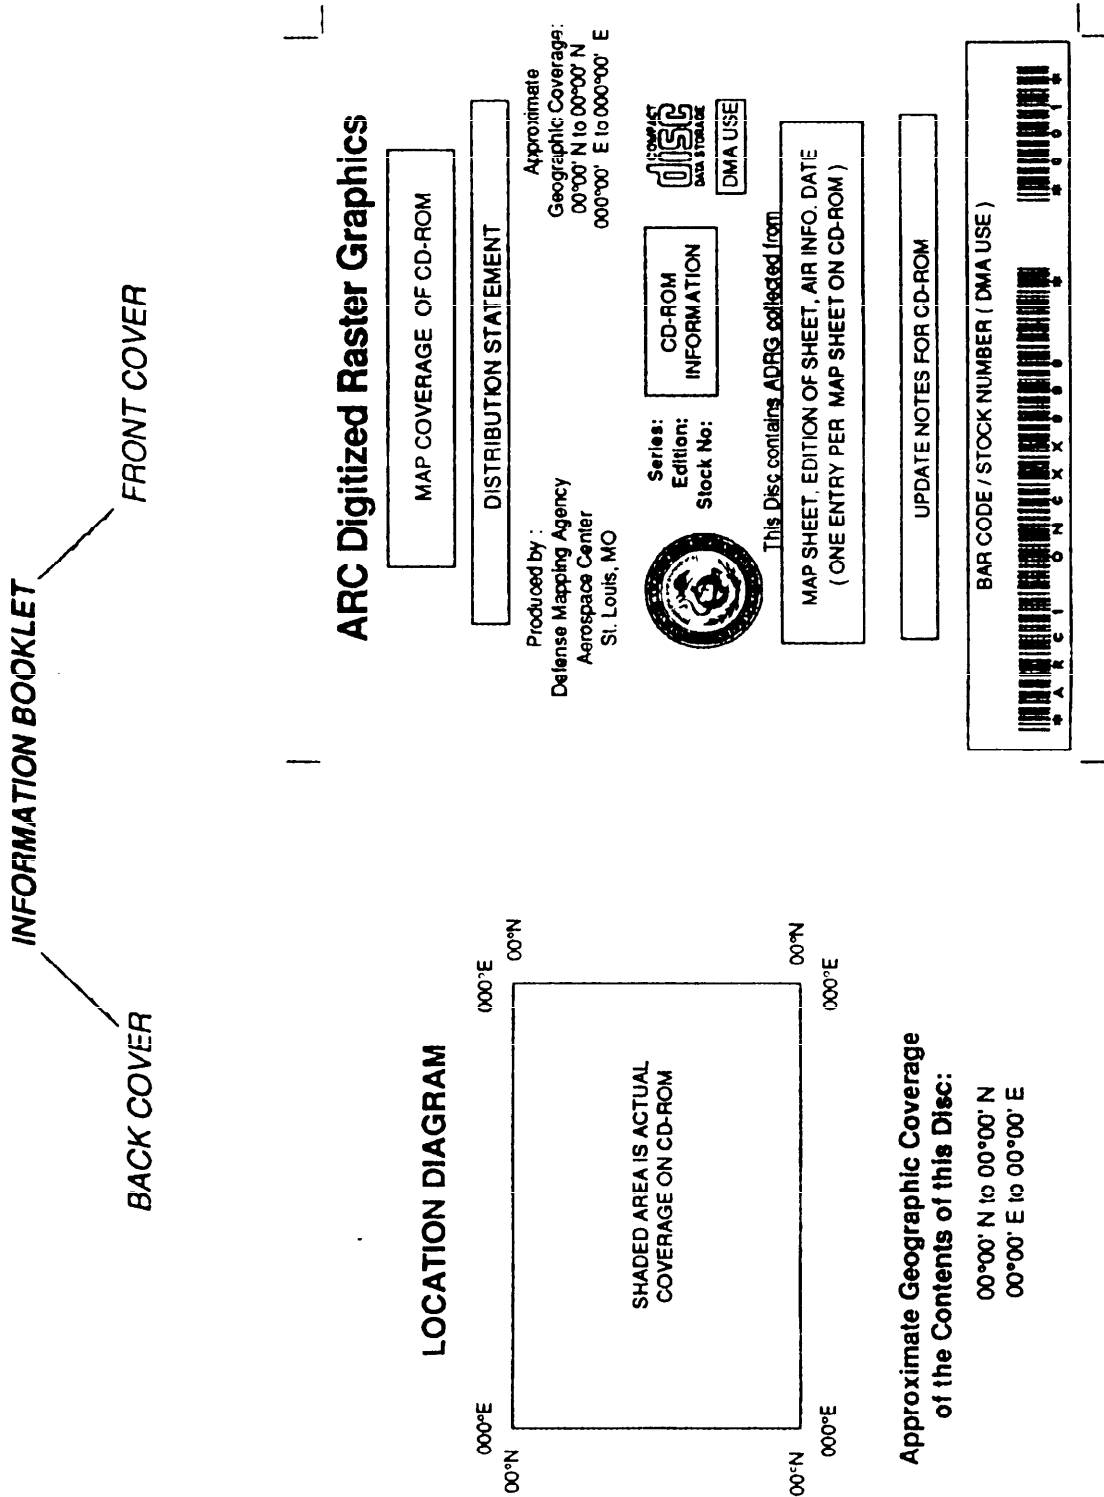 INFORMATION BOOKLET
BACK COVER
FRONT COVER
LOCATION DIAGRAM
000°E
000°E
00°N
00°N
SHADED AREA IS ACTUAL
COVERAGE ON CD-ROM
00°N
00°N
000°E
000°E
Approximate Geographic Coverage
of the Contents of this Disc:
00°00' N to 00°00' N
00°00' E to 00°00' E
ARC Digitized Raster Graphics
MAP COVERAGE OF CD-ROM
DISTRIBUTION STATEMENT
Produced by :
Defense Mapping Agency
Aerospace Center
St. Louis, MO
Approximate
Geographic Coverage:
00°00' N to 00°00' N
000°00' E to 000°00' E
Series:
Edition:
Stock No:
CD-ROM
INFORMATION
COMPACT
disc
DATA STORAGE
DMA USE
This Disc contains ADRG collected from
MAP SHEET, EDITION OF SHEET, AIR INFO. DATE
( ONE ENTRY PER MAP SHEET ON CD-ROM )
UPDATE NOTES FOR CD-ROM
BAR CODE / STOCK NUMBER ( DMA USE )